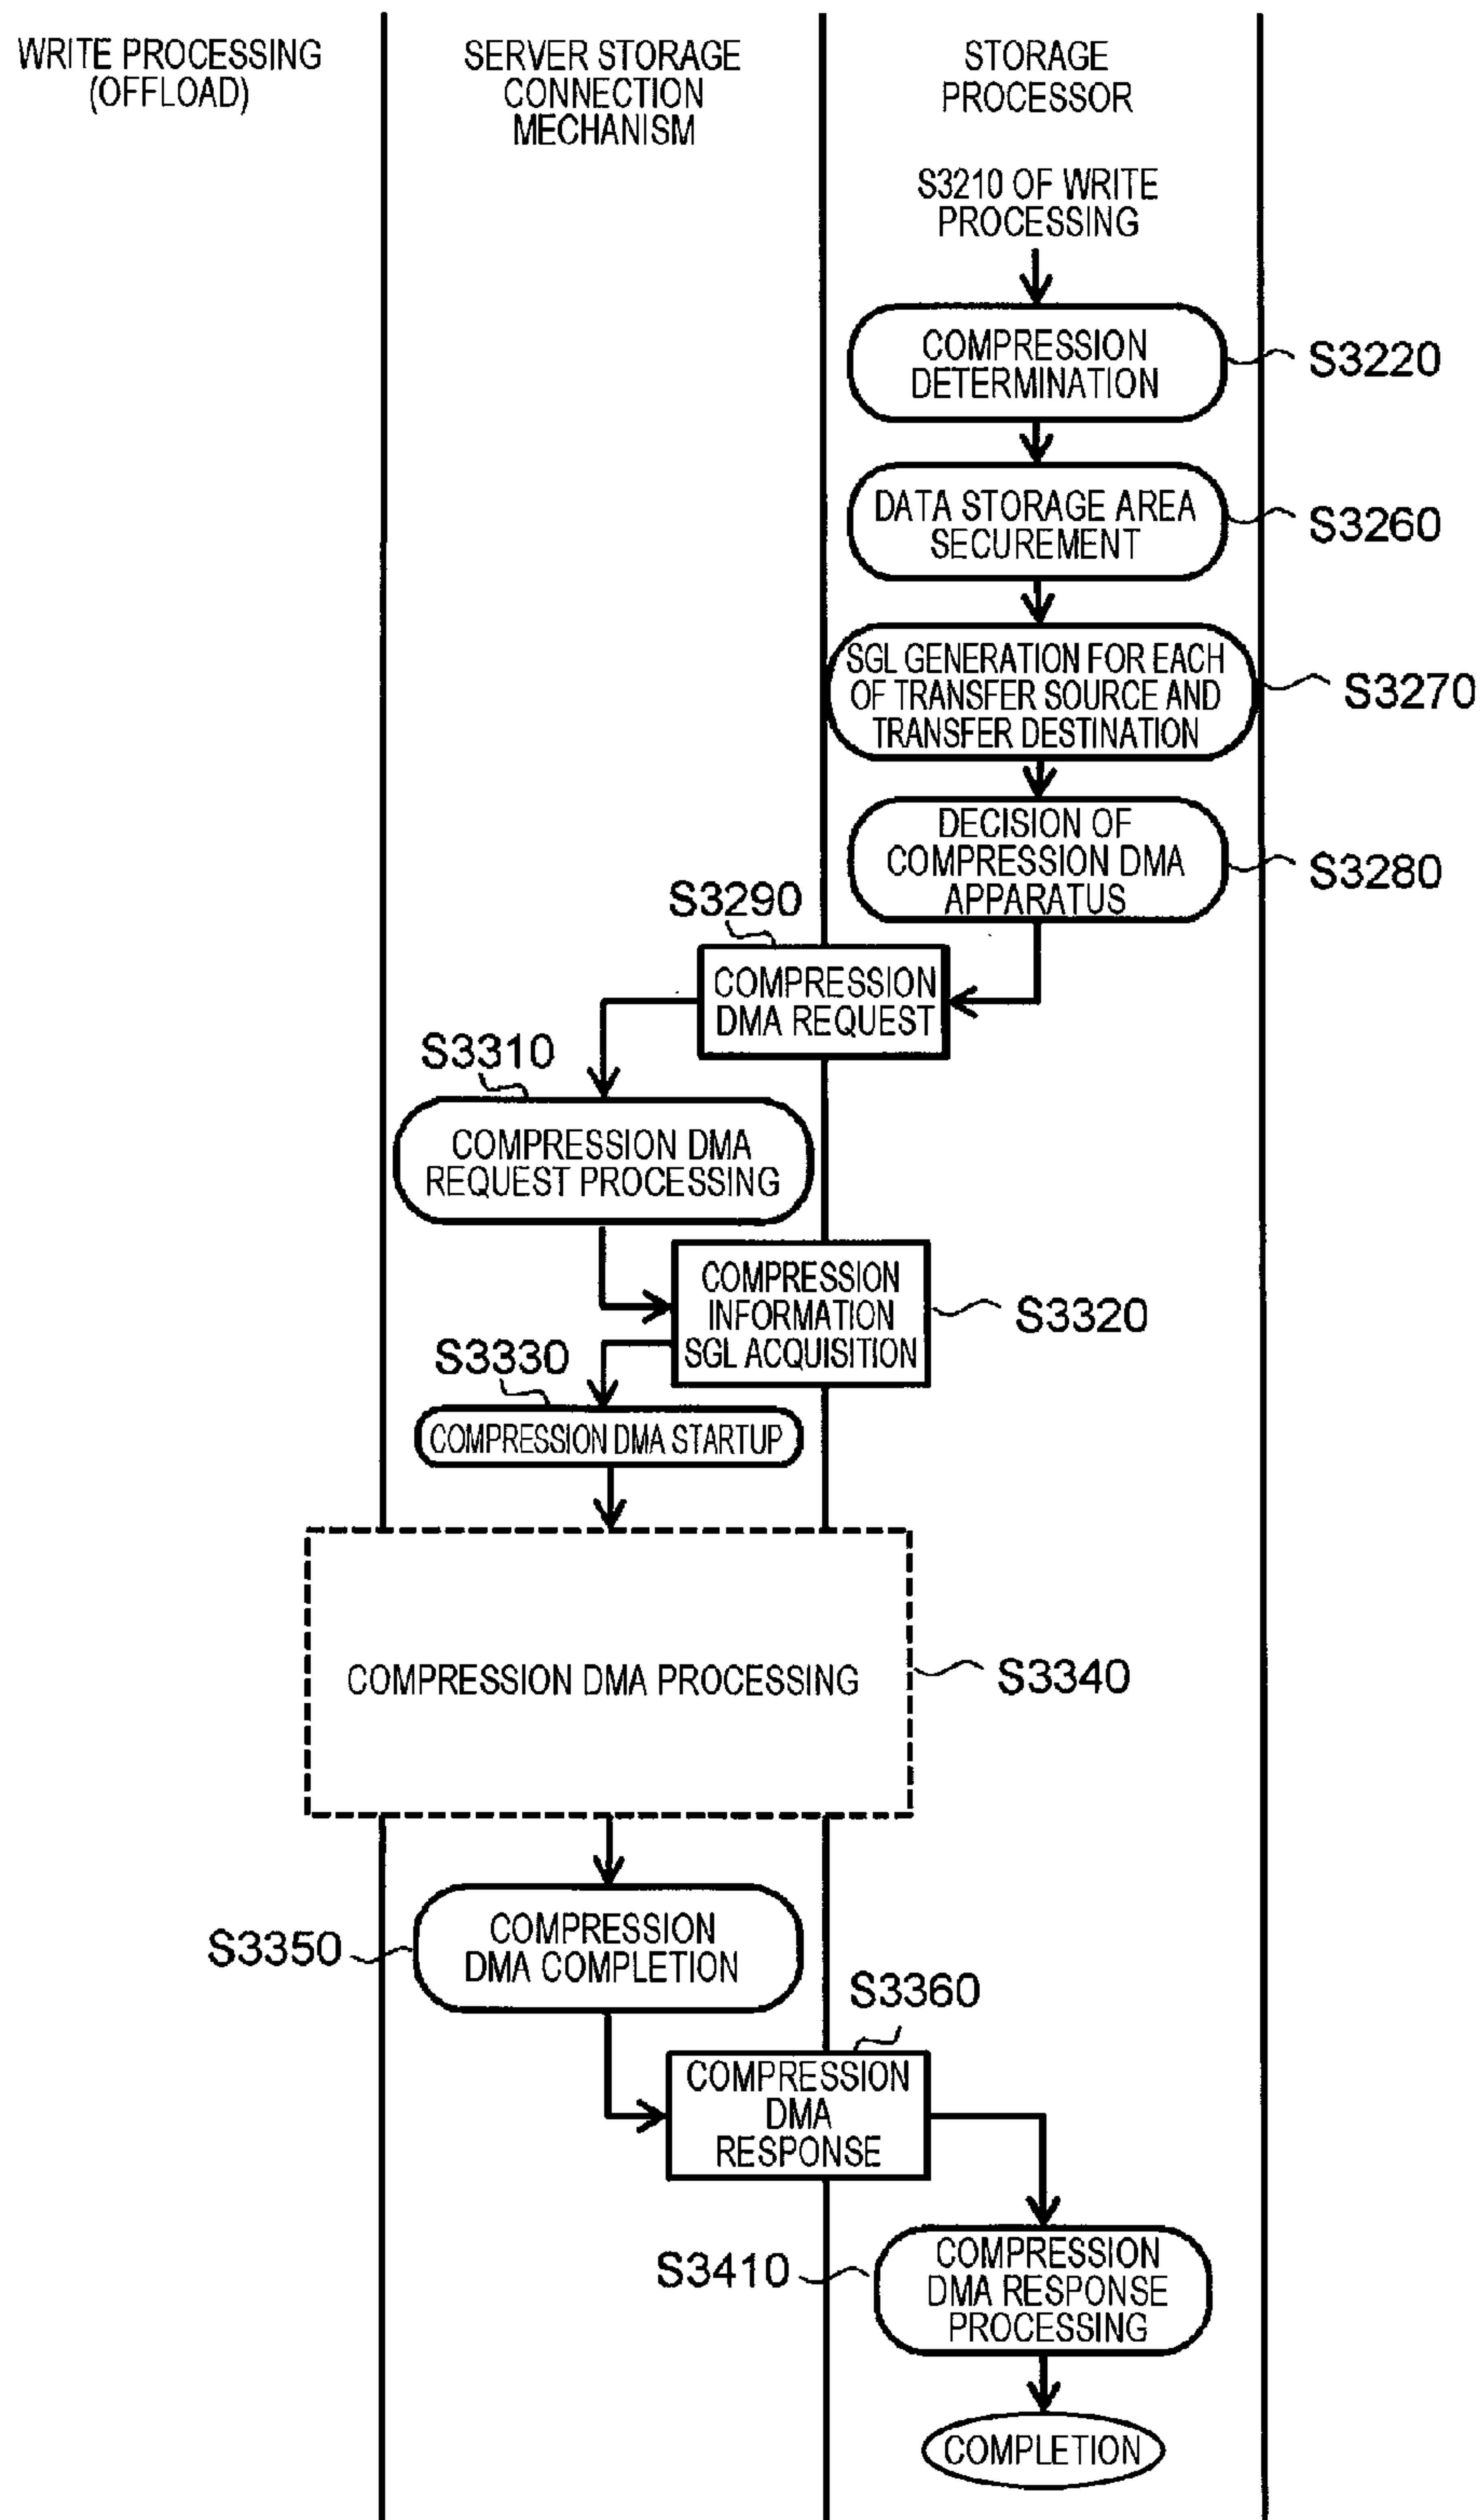 WRITE PROCESSING
(OFFLOAD)
SERVER STORAGE
CONNECTION
MECHANISM
STORAGE
PROCESSOR
S3210 OF WRITE
PROCESSING
COMPRESSION
DETERMINATION
S3220
DATA STORAGE AREA
SECUREMENT
S3260
SGL GENERATION FOR EACH
OF TRANSFER SOURCE AND
TRANSFER DESTINATION
S3270
DECISION OF
COMPRESSION DMA
APPARATUS
S3280
S3290
COMPRESSION
DMA REQUEST
S3310
COMPRESSION DMA
REQUEST PROCESSING
COMPRESSION
INFORMATION
SGL ACQUISITION
S3320
S3330
COMPRESSION DMA STARTUP
COMPRESSION DMA PROCESSING
S3340
S3350
COMPRESSION
DMA COMPLETION
S3360
COMPRESSION
DMA
RESPONSE
S3410
COMPRESSION
DMA RESPONSE
PROCESSING
COMPLETION